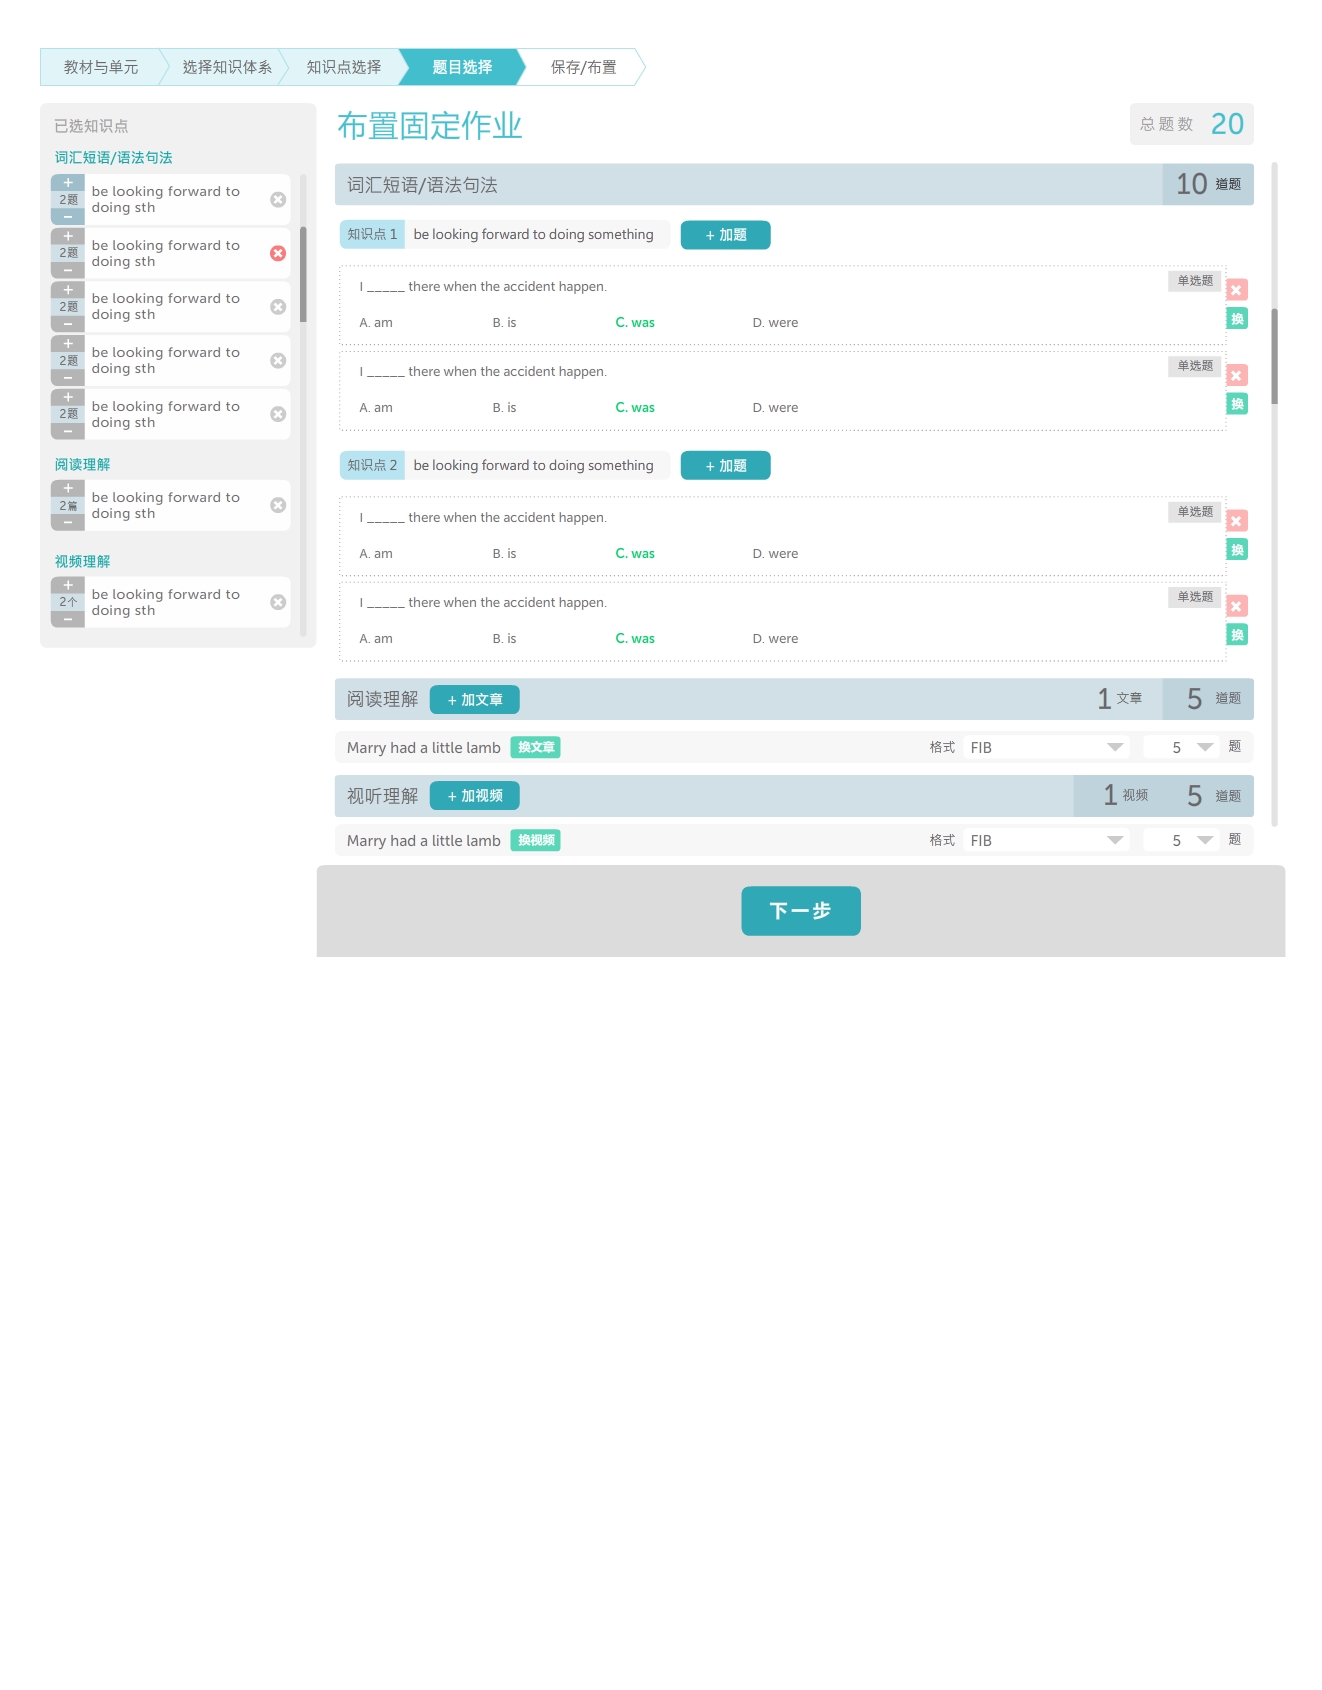 教材与单元 选择知识体系 知识点选择 题目选择 保存/布置
已选知识点
词汇短语/语法句法
+
2题
−
be looking forward to
doing sth
+
2题
−
be looking forward to
doing sth
+
2题
−
be looking forward to
doing sth
+
2题
−
be looking forward to
doing sth
+
2题
−
be looking forward to
doing sth
阅读理解
+
2篇
−
be looking forward to
doing sth
视频理解
+
2个
−
be looking forward to
doing sth
布置固定作业
总题数 20
词汇短语/语法句法 10 道题
知识点 1 be looking forward to doing something + 加题
I _____ there when the accident happen. 单选题
A. am B. is C. was D. were 换
I _____ there when the accident happen. 单选题
A. am B. is C. was D. were 换
知识点 2 be looking forward to doing something + 加题
I _____ there when the accident happen. 单选题
A. am B. is C. was D. were 换
I _____ there when the accident happen. 单选题
A. am B. is C. was D. were 换
阅读理解 + 加文章 1 文章 5 道题
Marry had a little lamb 换文章 格式 FIB 5 题
视听理解 + 加视频 1 视频 5 道题
Marry had a little lamb 换视频 格式 FIB 5 题
下一步